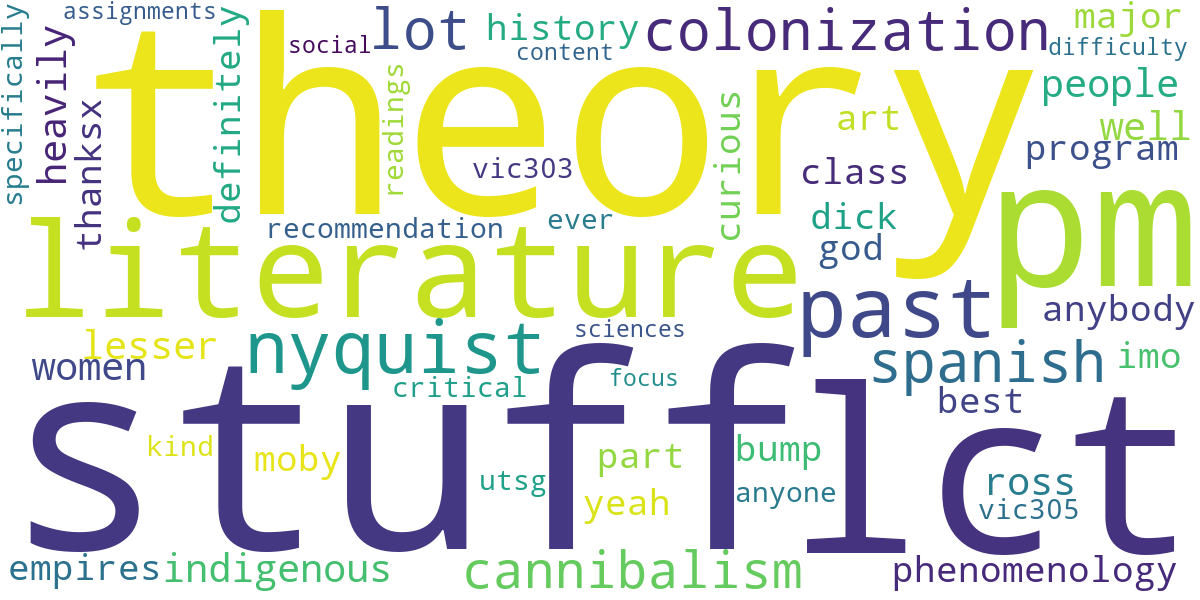 assignments
specifically
heavily
thanksx
definitely
social
lot
history
content
colonization
major
difficulty
people
well
program
theory
readings
vic303
curious
art
class
dick
god
pm
recommendation
ever
literature
past
anybody
lesser
women
nyquist
sciences
critical
focus
spanish
imo
best
stuff
lct
kind
moby
utsg
part
yeah
bump
anyone
ross
vic305
empires
indigenous
cannibalism
phenomenology